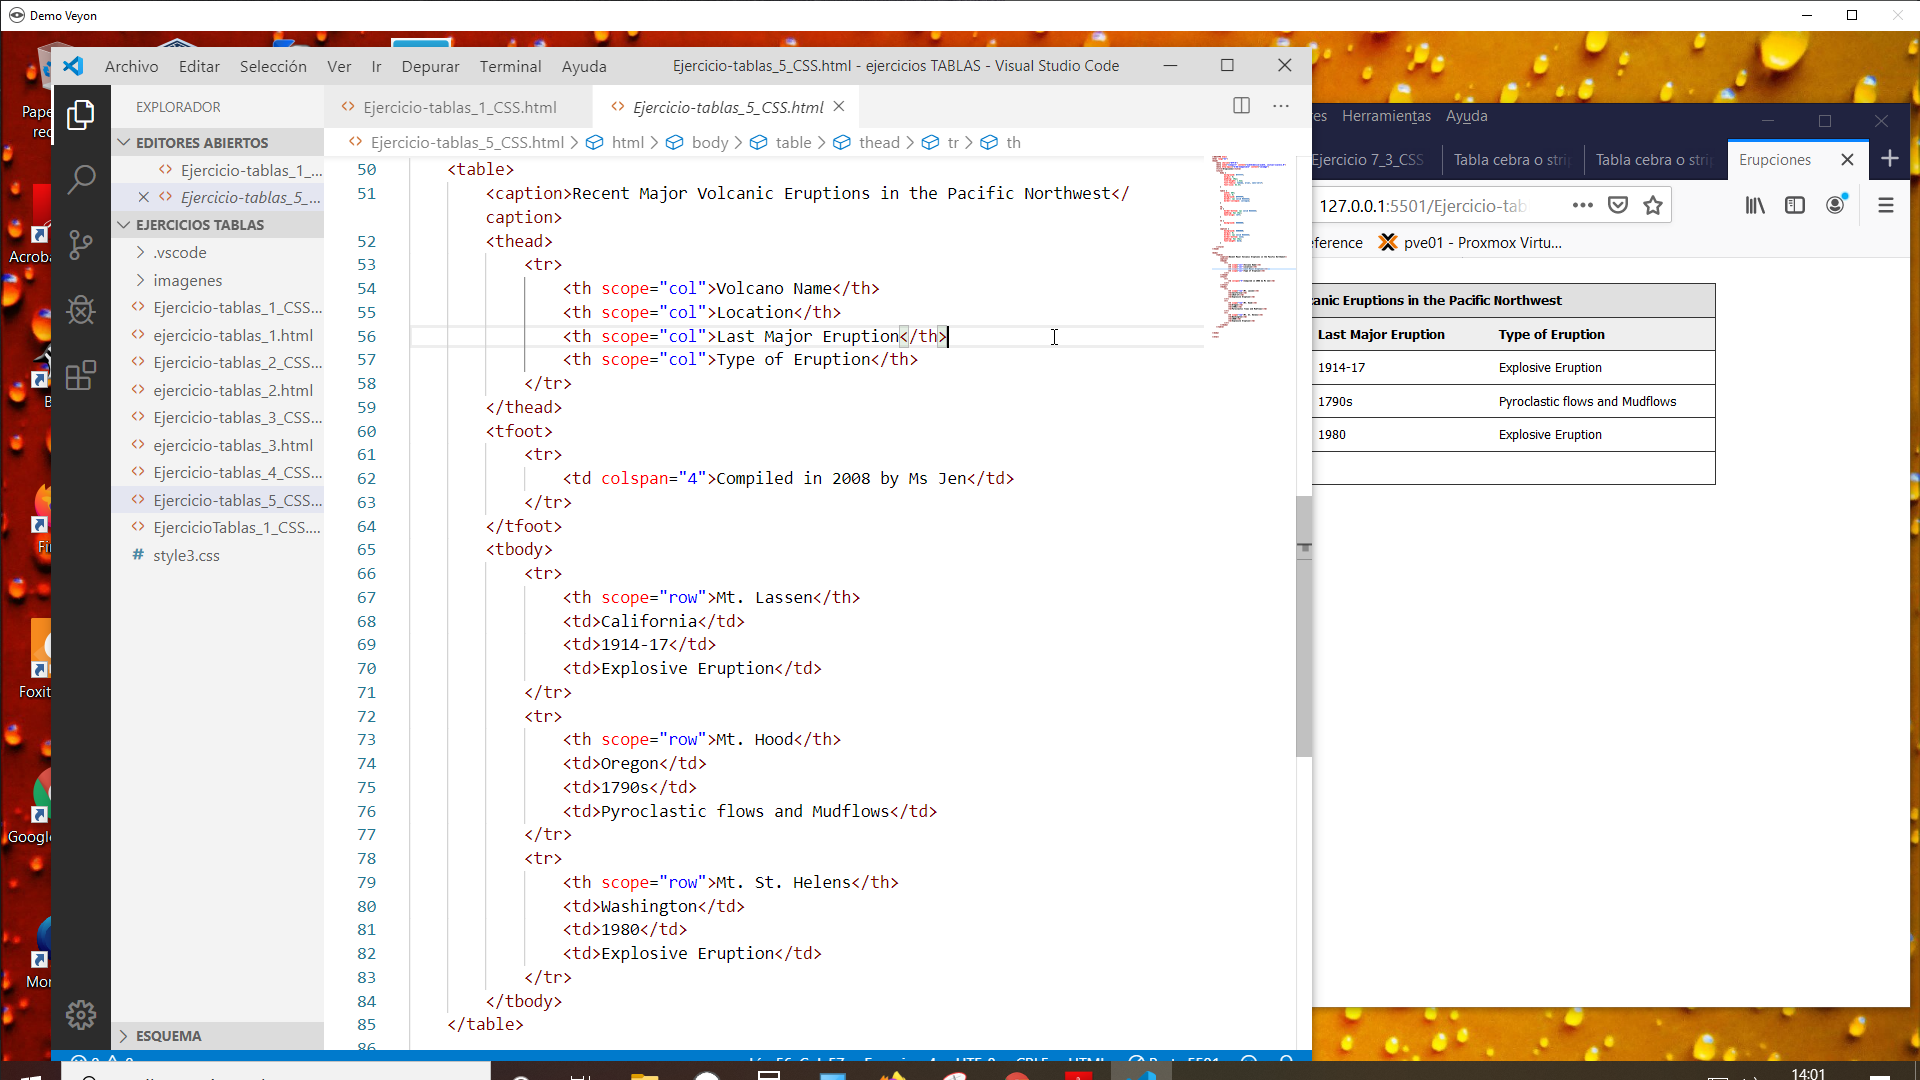 Demo Veyon
Archivo Editar Selección Ver Ir Depurar Terminal Ayuda
Ejercicio-tablas_5_CSS.html - ejercicios TABLAS - Visual Studio Code
EXPLORADOR
EDITORES ABIERTOS
Ejercicio-tablas_1_...
Ejercicio-tablas_5_...
EJERCICIOS TABLAS
.vscode
imagenes
Ejercicio-tablas_1_CSS...
ejercicio-tablas_1.html
Ejercicio-tablas_2_CSS...
ejercicio-tablas_2.html
Ejercicio-tablas_3_CSS...
ejercicio-tablas_3.html
Ejercicio-tablas_4_CSS...
Ejercicio-tablas_5_CSS...
EjercicioTablas_1_CSS....
# style3.css
ESQUEMA
Ejercicio-tablas_1_CSS.html
Ejercicio-tablas_5_CSS.html
Ejercicio-tablas_5_CSS.html > html > body > table > thead > tr > th
50 <table>
51 <caption>Recent Major Volcanic Eruptions in the Pacific Northwest</
caption>
52 <thead>
53 <tr>
54 <th scope="col">Volcano Name</th>
55 <th scope="col">Location</th>
56 <th scope="col">Last Major Eruption</th>
57 <th scope="col">Type of Eruption</th>
58 </tr>
59 </thead>
60 <tfoot>
61 <tr>
62 <td colspan="4">Compiled in 2008 by Ms Jen</td>
63 </tr>
64 </tfoot>
65 <tbody>
66 <tr>
67 <th scope="row">Mt. Lassen</th>
68 <td>California</td>
69 <td>1914-17</td>
70 <td>Explosive Eruption</td>
71 </tr>
72 <tr>
73 <th scope="row">Mt. Hood</th>
74 <td>Oregon</td>
75 <td>1790s</td>
76 <td>Pyroclastic flows and Mudflows</td>
77 </tr>
78 <tr>
79 <th scope="row">Mt. St. Helens</th>
80 <td>Washington</td>
81 <td>1980</td>
82 <td>Explosive Eruption</td>
83 </tr>
84 </tbody>
85 </table>
86
Herramientas Ayuda
Ejercicio 7_3_CSS
Tabla cebra o stri
Tabla cebra o stri
Erupciones
127.0.0.1:5501/Ejercicio-tab
ference pve01 - Proxmox Virtu...
canic Eruptions in the Pacific Northwest
Last Major Eruption Type of Eruption
1914-17 Explosive Eruption
1790s Pyroclastic flows and Mudflows
1980 Explosive Eruption
Pape
rec
Acroba
Foxit
Google
14:01